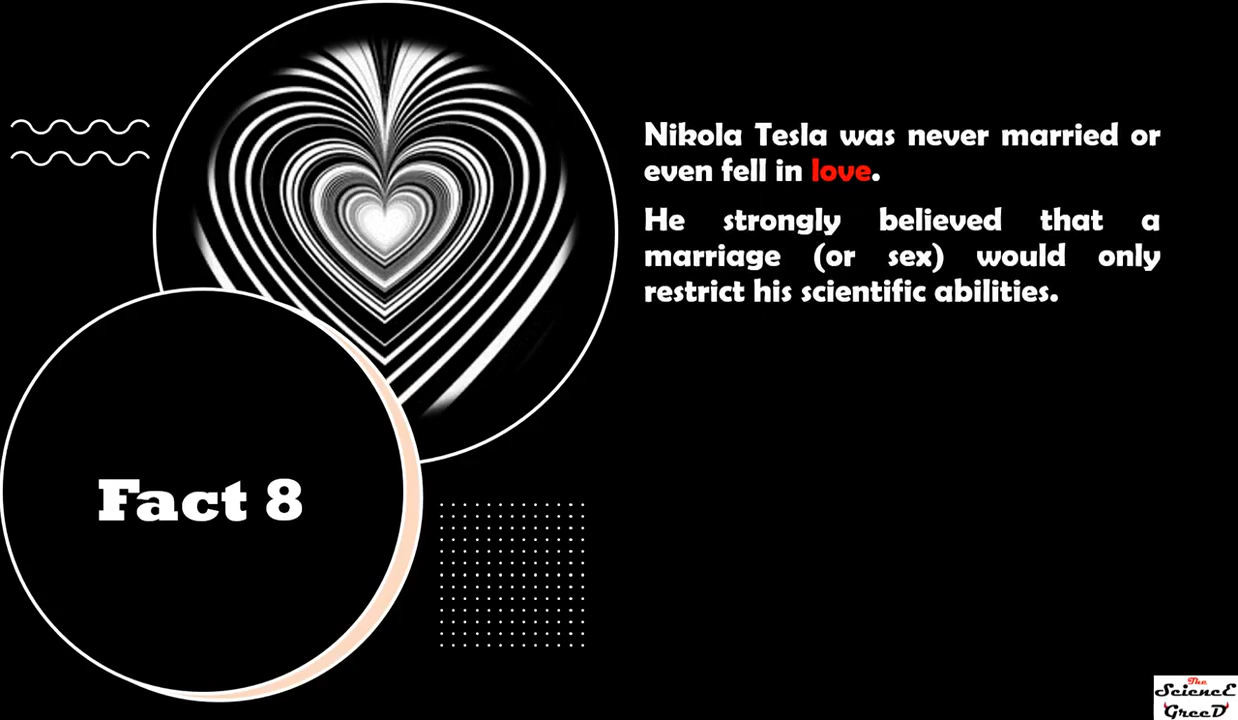 Nikola Tesla was never married or
even fell in love.
He strongly believed that a
marriage (or sex) would only
restrict his scientific abilities.
Fact 8
The
SciencE
GreeD